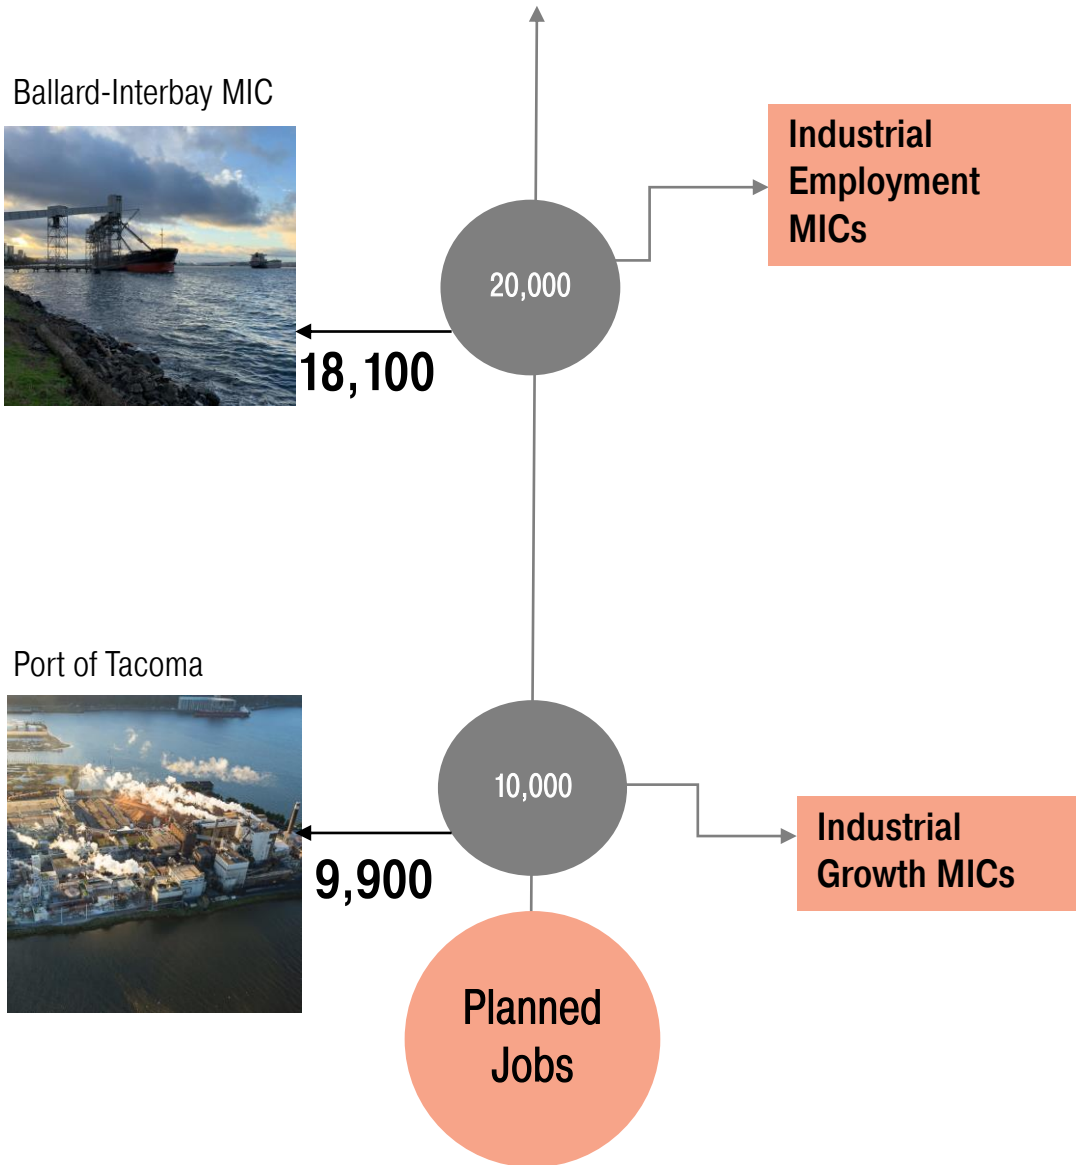 Ballard-Interbay MIC
Industrial
Employment
MICs
20,000
18,100
Port of Tacoma
10,000
Industrial
Growth MICs
9,900
Planned
Jobs